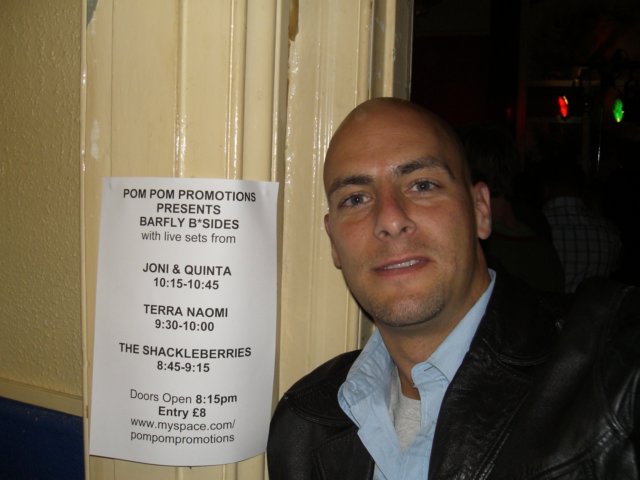 POM POM PROMOTIONS
PRESENTS
BARFLY B*SIDES
with live sets from
JONI & QUINTA
10:15-10:45
TERRA NAOMI
9:30-10:00
THE SHACKLEBERRIES
8:45-9:15
Doors Open 8:15pm
Entry £8
www.myspace.com/
pompompromotions